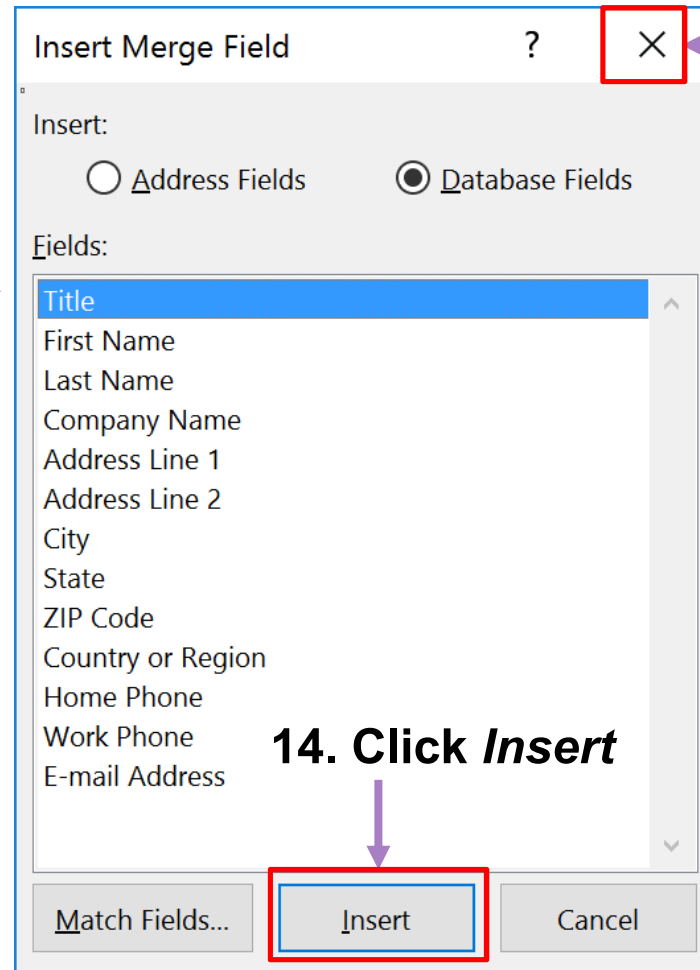 Insert Merge Field ?
Insert:
Address Fields Database Fields
Fields:
Title
First Name
Last Name
Company Name
Address Line 1
Address Line 2
City
State
ZIP Code
Country or Region
Home Phone
Work Phone
E-mail Address
14. Click Insert
Match Fields... Insert Cancel